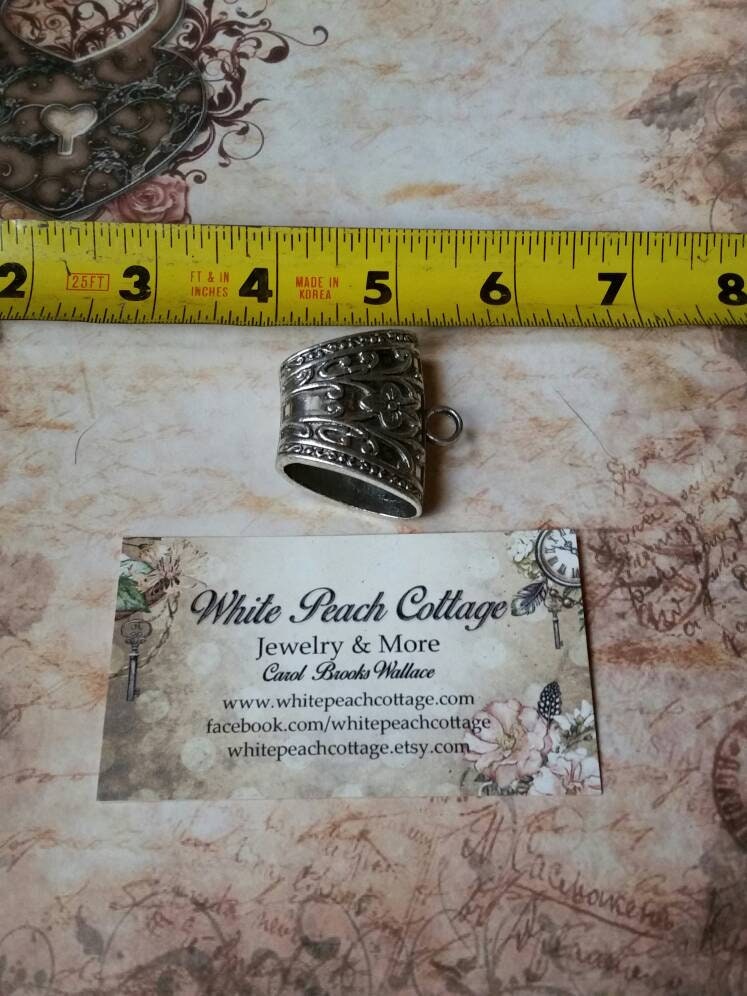 2 25FT 3 FT & IN 4 MADE IN 5 6 7 8
INCHES KOREA
White Peach Cottage
Jewelry & More
Carol Brooks Wallace
www.whitepeachcottage.com
facebook.com/whitepeachcottage
whitepeachcottage.etsy.com